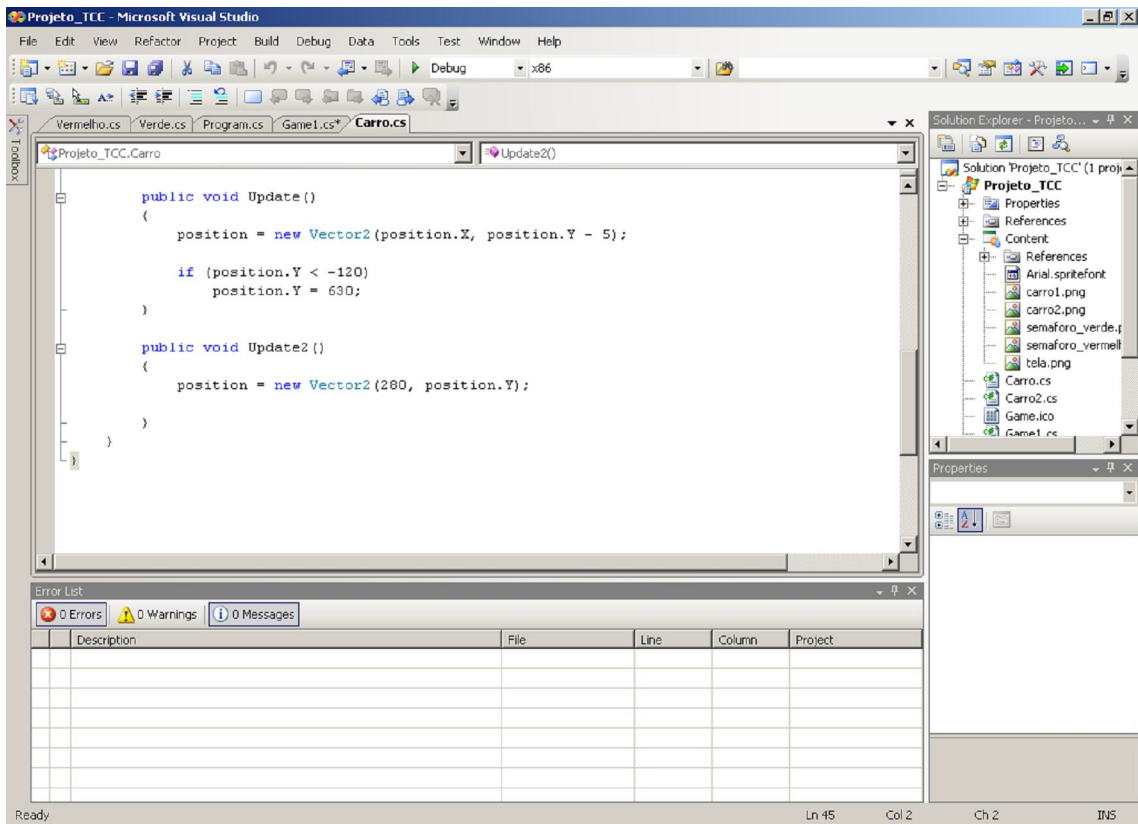 Projeto_TCC - Microsoft Visual Studio
File Edit View Refactor Project Build Debug Data Tools Test Window Help
Debug x86
Toolbox
Vermelho.cs Verde.cs Program.cs Game1.cs* Carro.cs
Projeto_TCC.Carro Update2()
public void Update()
{
position = new Vector2(position.X, position.Y - 5);
if (position.Y < -120)
position.Y = 630;
}
public void Update2()
{
position = new Vector2(280, position.Y);
}
}
}
Solution Explorer - Projeto...
Solution 'Projeto_TCC' (1 proj
Projeto_TCC
Properties
References
Content
References
Arial.spritefont
carro1.png
carro2.png
semaforo_verde.p
semaforo_vermelh
tela.png
Carro.cs
Carro2.cs
Game.ico
Game1.cs
Properties
Error List
0 Errors 0 Warnings 0 Messages
Description File Line Column Project
Ready Ln 45 Col 2 Ch 2 INS